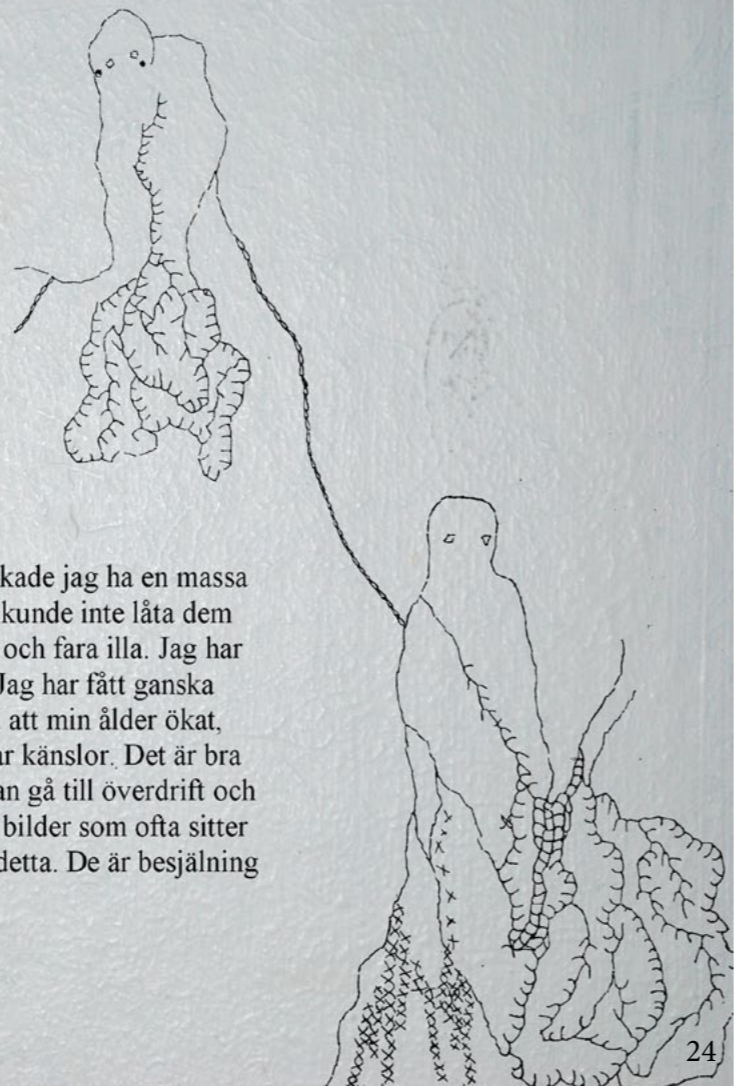 kade jag ha en massa
kunde inte låta dem
och fara illa. Jag har
Jag har fått ganska
att min ålder ökat,
ar känslor. Det är bra
an gå till överdrift och
bilder som ofta sitter
detta. De är besjälning
24